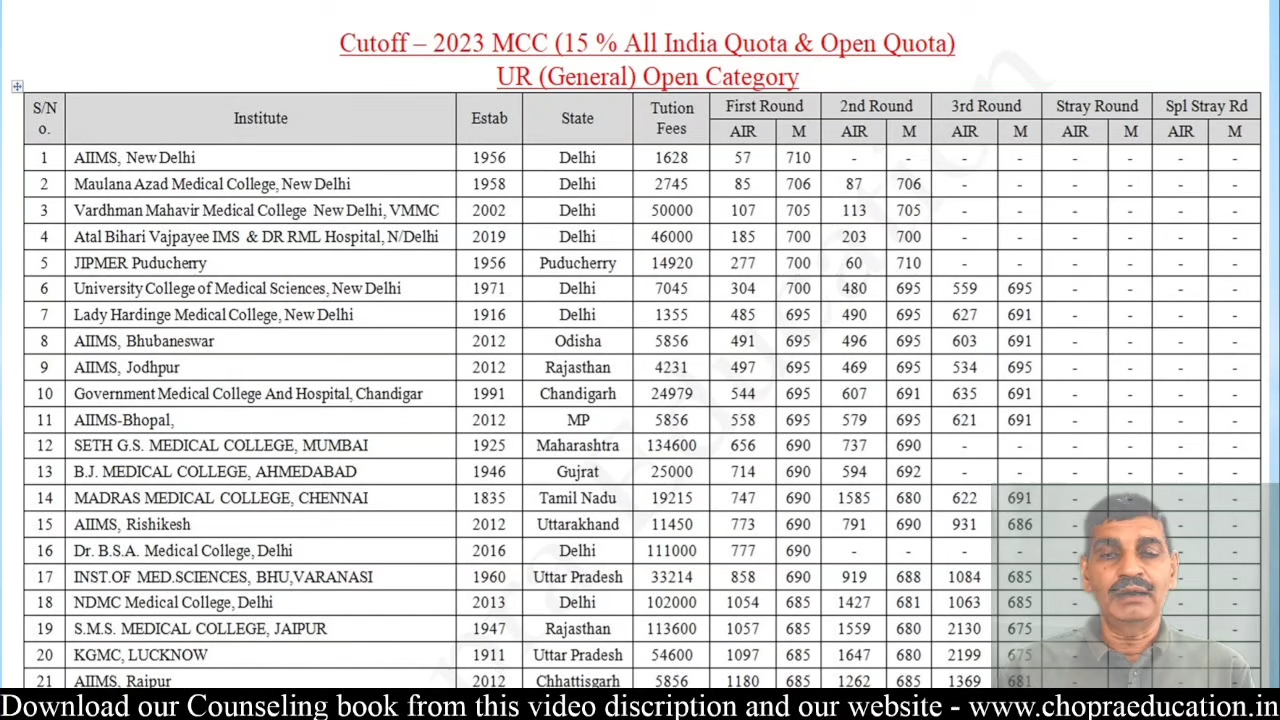 Cutoff – 2023 MCC (15 % All India Quota & Open Quota)
UR (General) Open Category
S/No. Institute Estab State Tution Fees First Round 2nd Round 3rd Round Stray Round Spl Stray Rd
AIR M AIR M AIR M AIR M AIR M
1 AIIMS, New Delhi 1956 Delhi 1628 57 710 - - - - - - - -
2 Maulana Azad Medical College, New Delhi 1958 Delhi 2745 85 706 87 706 - - - - - -
3 Vardhman Mahavir Medical College New Delhi, VMMC 2002 Delhi 50000 107 705 113 705 - - - - - -
4 Atal Bihari Vajpayee IMS & DR RML Hospital, N/Delhi 2019 Delhi 46000 185 700 203 700 - - - - - -
5 JIPMER Puducherry 1956 Puducherry 14920 277 700 60 710 - - - - - -
6 University College of Medical Sciences, New Delhi 1971 Delhi 7045 304 700 480 695 559 695 - - - -
7 Lady Hardinge Medical College, New Delhi 1916 Delhi 1355 485 695 490 695 627 691 - - - -
8 AIIMS, Bhubaneswar 2012 Odisha 5856 491 695 496 695 603 691 - - - -
9 AIIMS, Jodhpur 2012 Rajasthan 4231 497 695 469 695 534 695 - - - -
10 Government Medical College And Hospital, Chandigar 1991 Chandigarh 24979 544 695 607 691 635 691 - - - -
11 AIIMS-Bhopal, 2012 MP 5856 558 695 579 695 621 691 - - - -
12 SETH G.S. MEDICAL COLLEGE, MUMBAI 1925 Maharashtra 134600 656 690 737 690 - - - - - -
13 B.J. MEDICAL COLLEGE, AHMEDABAD 1946 Gujrat 25000 714 690 594 692 - - - - - -
14 MADRAS MEDICAL COLLEGE, CHENNAI 1835 Tamil Nadu 19215 747 690 1585 680 622 691 - - - -
15 AIIMS, Rishikesh 2012 Uttarakhand 11450 773 690 791 690 931 686 - - - -
16 Dr. B.S.A. Medical College, Delhi 2016 Delhi 111000 777 690 - - - - - - - -
17 INST.OF MED.SCIENCES, BHU,VARANASI 1960 Uttar Pradesh 33214 858 690 919 688 1084 685 - - - -
18 NDMC Medical College, Delhi 2013 Delhi 102000 1054 685 1427 681 1063 685 - - - -
19 S.M.S. MEDICAL COLLEGE, JAIPUR 1947 Rajasthan 113600 1057 685 1559 680 2130 675 - - - -
20 KGMC, LUCKNOW 1911 Uttar Pradesh 54600 1097 685 1647 680 2199 675 - - - -
21 AIIMS, Raipur 2012 Chhattisgarh 5856 1180 685 1262 685 1369 681 - - - -
Download our Counseling book from this video discription and our website - www.chopraeducation.in